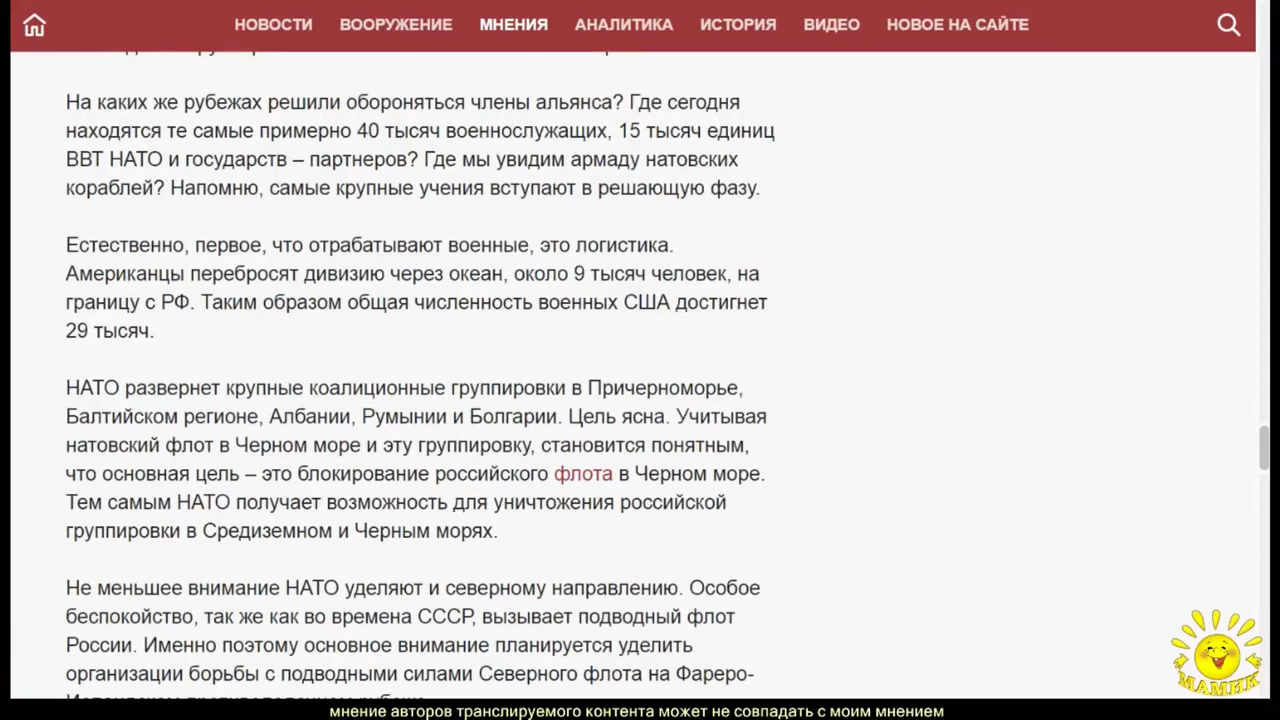 НОВОСТИ ВООРУЖЕНИЕ МНЕНИЯ АНАЛИТИКА ИСТОРИЯ ВИДЕО НОВОЕ НА САЙТЕ
На каких же рубежах решили обороняться члены альянса? Где сегодня
находятся те самые примерно 40 тысяч военнослужащих, 15 тысяч единиц
ВВТ НАТО и государств – партнеров? Где мы увидим армаду натовских
кораблей? Напомню, самые крупные учения вступают в решающую фазу.
Естественно, первое, что отрабатывают военные, это логистика.
Американцы перебросят дивизию через океан, около 9 тысяч человек, на
границу с РФ. Таким образом общая численность военных США достигнет
29 тысяч.
НАТО развернет крупные коалиционные группировки в Причерноморье,
Балтийском регионе, Албании, Румынии и Болгарии. Цель ясна. Учитывая
натовский флот в Черном море и эту группировку, становится понятным,
что основная цель – это блокирование российского флота в Черном море.
Тем самым НАТО получает возможность для уничтожения российской
группировки в Средиземном и Черным морях.
Не меньшее внимание НАТО уделяют и северному направлению. Особое
беспокойство, так же как во времена СССР, вызывает подводный флот
России. Именно поэтому основное внимание планируется уделить
организации борьбы с подводными силами Северного флота на Фареро-
МАМИК
мнение авторов транслируемого контента может не совпадать с моим мнением